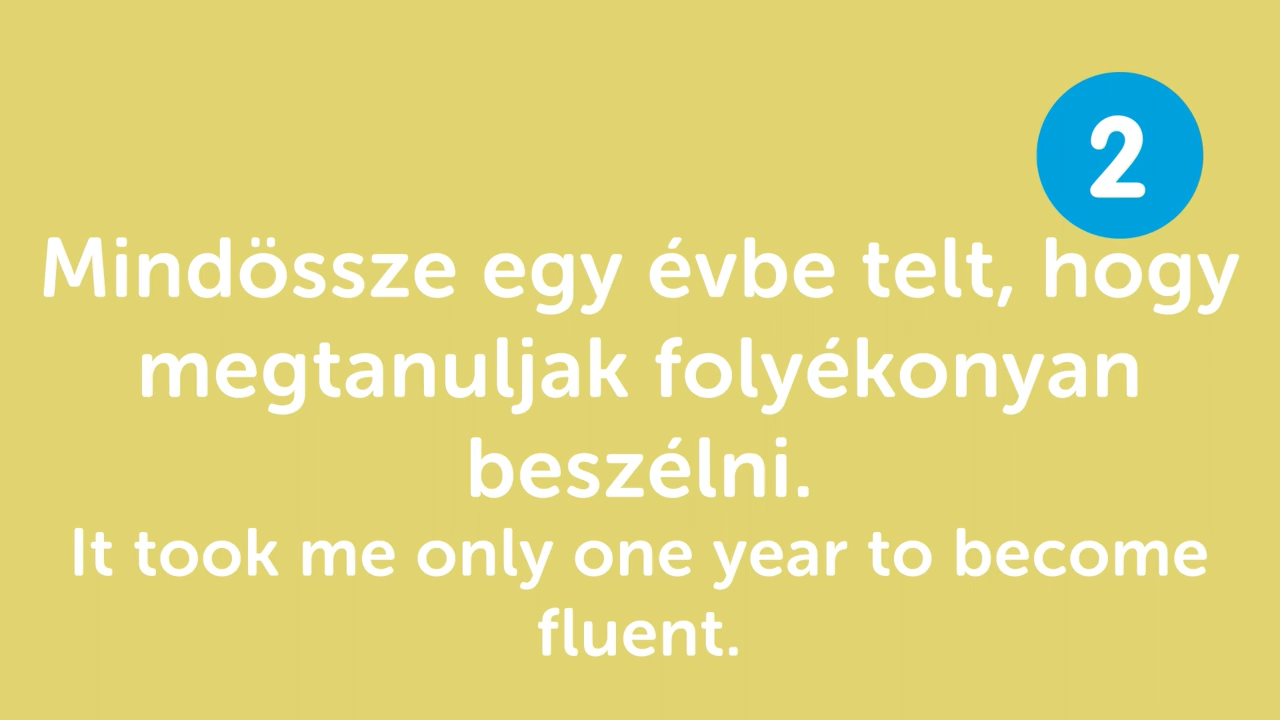 2
Mindössze egy évbe telt, hogy
megtanuljak folyékonyan
beszélni.
It took me only one year to become
fluent.